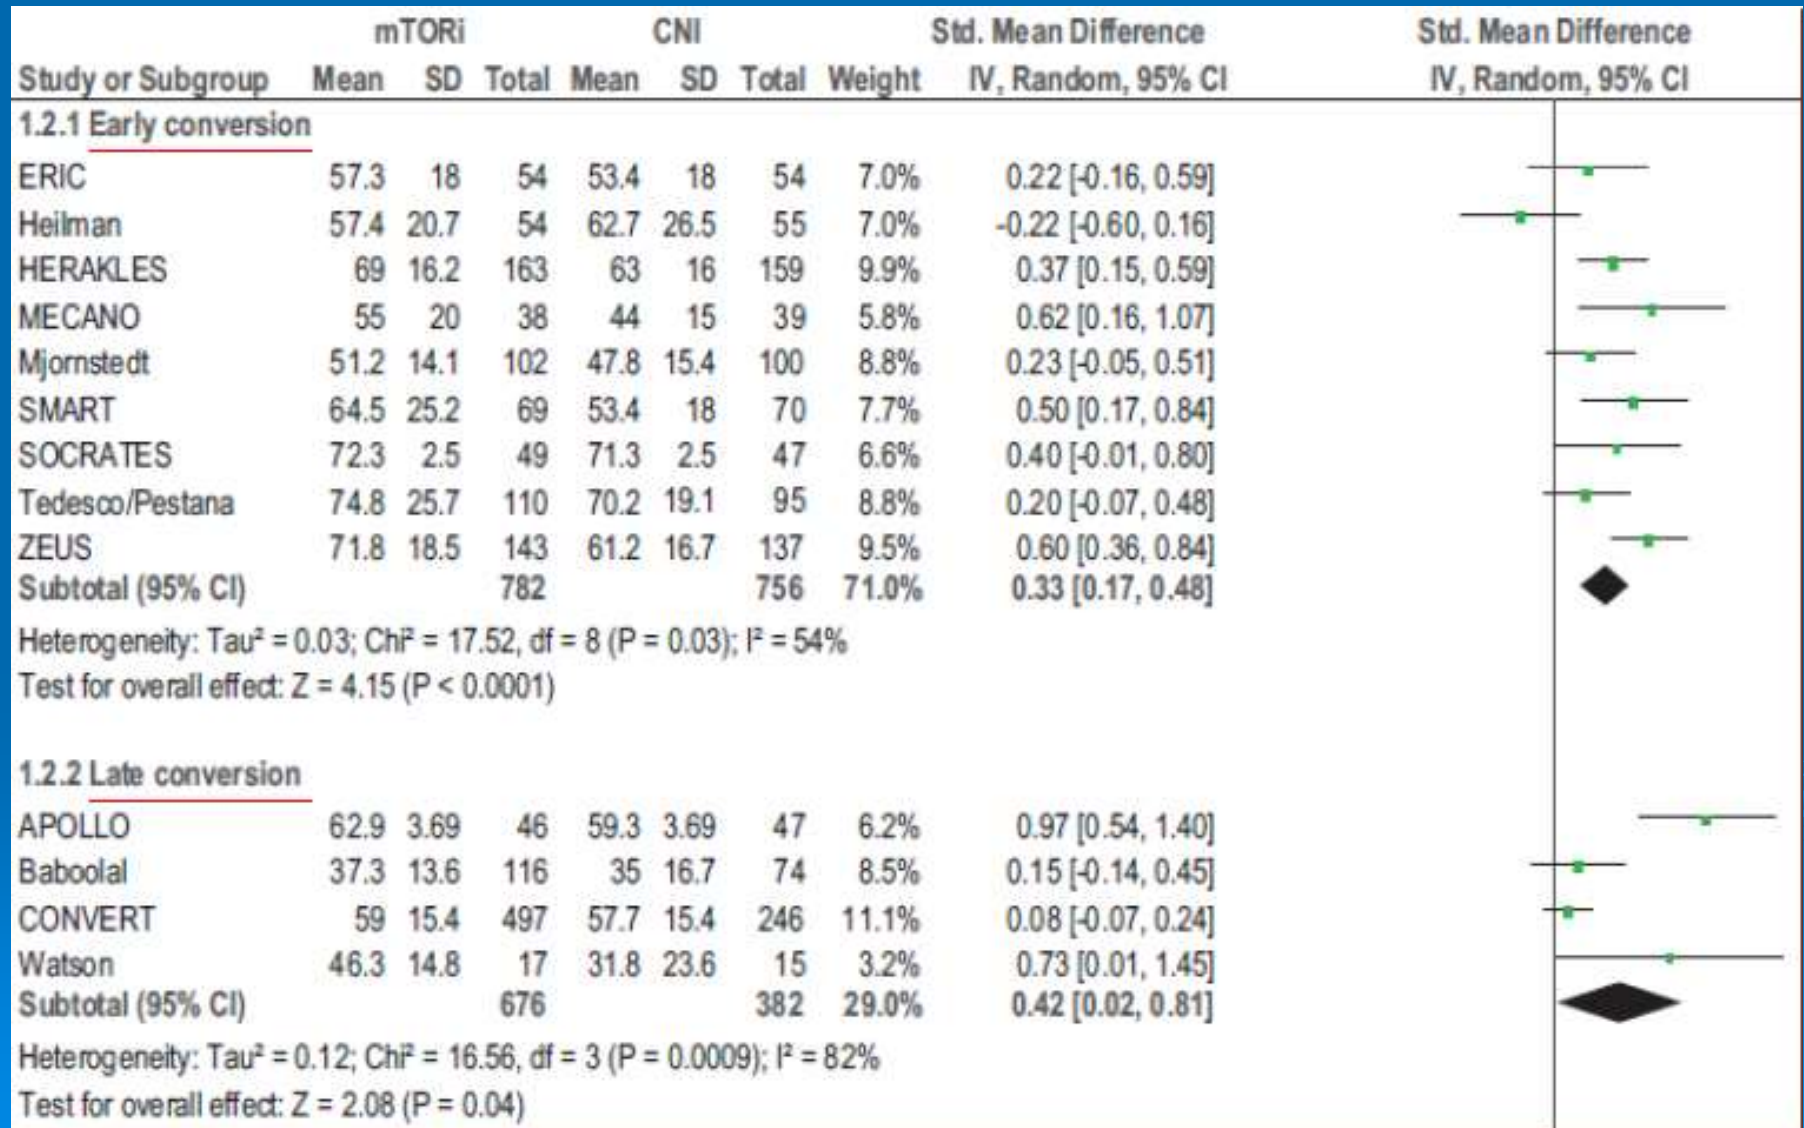 mTORi CNI Std. Mean Difference Std. Mean Difference
Study or Subgroup Mean SD Total Mean SD Total Weight IV, Random, 95% CI IV, Random, 95% CI
1.2.1 Early conversion
ERIC 57.3 18 54 53.4 18 54 7.0% 0.22 [-0.16, 0.59]
Heilman 57.4 20.7 54 62.7 26.5 55 7.0% -0.22 [-0.60, 0.16]
HERAKLES 69 16.2 163 63 16 159 9.9% 0.37 [0.15, 0.59]
MECANO 55 20 38 44 15 39 5.8% 0.62 [0.16, 1.07]
Mjornstedt 51.2 14.1 102 47.8 15.4 100 8.8% 0.23 [-0.05, 0.51]
SMART 64.5 25.2 69 53.4 18 70 7.7% 0.50 [0.17, 0.84]
SOCRATES 72.3 2.5 49 71.3 2.5 47 6.6% 0.40 [-0.01, 0.80]
Tedesco/Pestana 74.8 25.7 110 70.2 19.1 95 8.8% 0.20 [-0.07, 0.48]
ZEUS 71.8 18.5 143 61.2 16.7 137 9.5% 0.60 [0.36, 0.84]
Subtotal (95% CI) 782 756 71.0% 0.33 [0.17, 0.48]
Heterogeneity: Tau² = 0.03; Chi² = 17.52, df = 8 (P = 0.03); I² = 54%
Test for overall effect: Z = 4.15 (P < 0.0001)
1.2.2 Late conversion
APOLLO 62.9 3.69 46 59.3 3.69 47 6.2% 0.97 [0.54, 1.40]
Baboolal 37.3 13.6 116 35 16.7 74 8.5% 0.15 [-0.14, 0.45]
CONVERT 59 15.4 497 57.7 15.4 246 11.1% 0.08 [-0.07, 0.24]
Watson 46.3 14.8 17 31.8 23.6 15 3.2% 0.73 [0.01, 1.45]
Subtotal (95% CI) 676 382 29.0% 0.42 [0.02, 0.81]
Heterogeneity: Tau² = 0.12; Chi² = 16.56, df = 3 (P = 0.0009); I² = 82%
Test for overall effect: Z = 2.08 (P = 0.04)